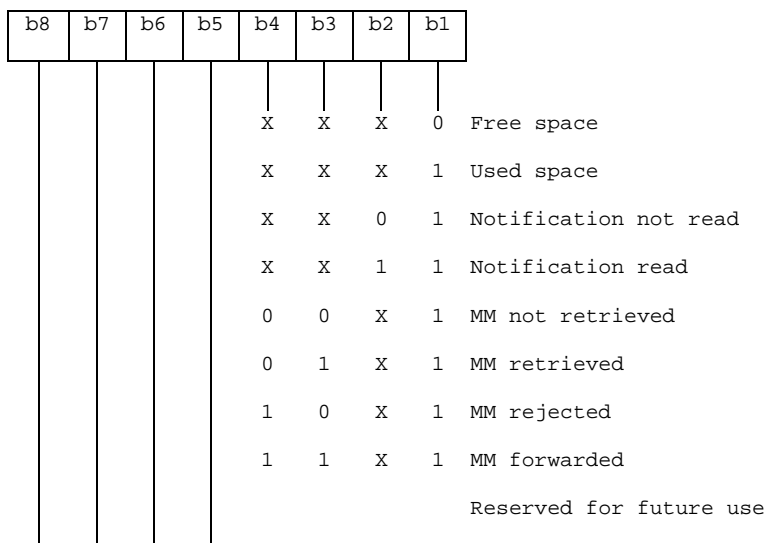 b8 b7 b6 b5 b4 b3 b2 b1
X X X 0 Free space
X X X 1 Used space
X X 0 1 Notification not read
X X 1 1 Notification read
0 0 X 1 MM not retrieved
0 1 X 1 MM retrieved
1 0 X 1 MM rejected
1 1 X 1 MM forwarded
Reserved for future use